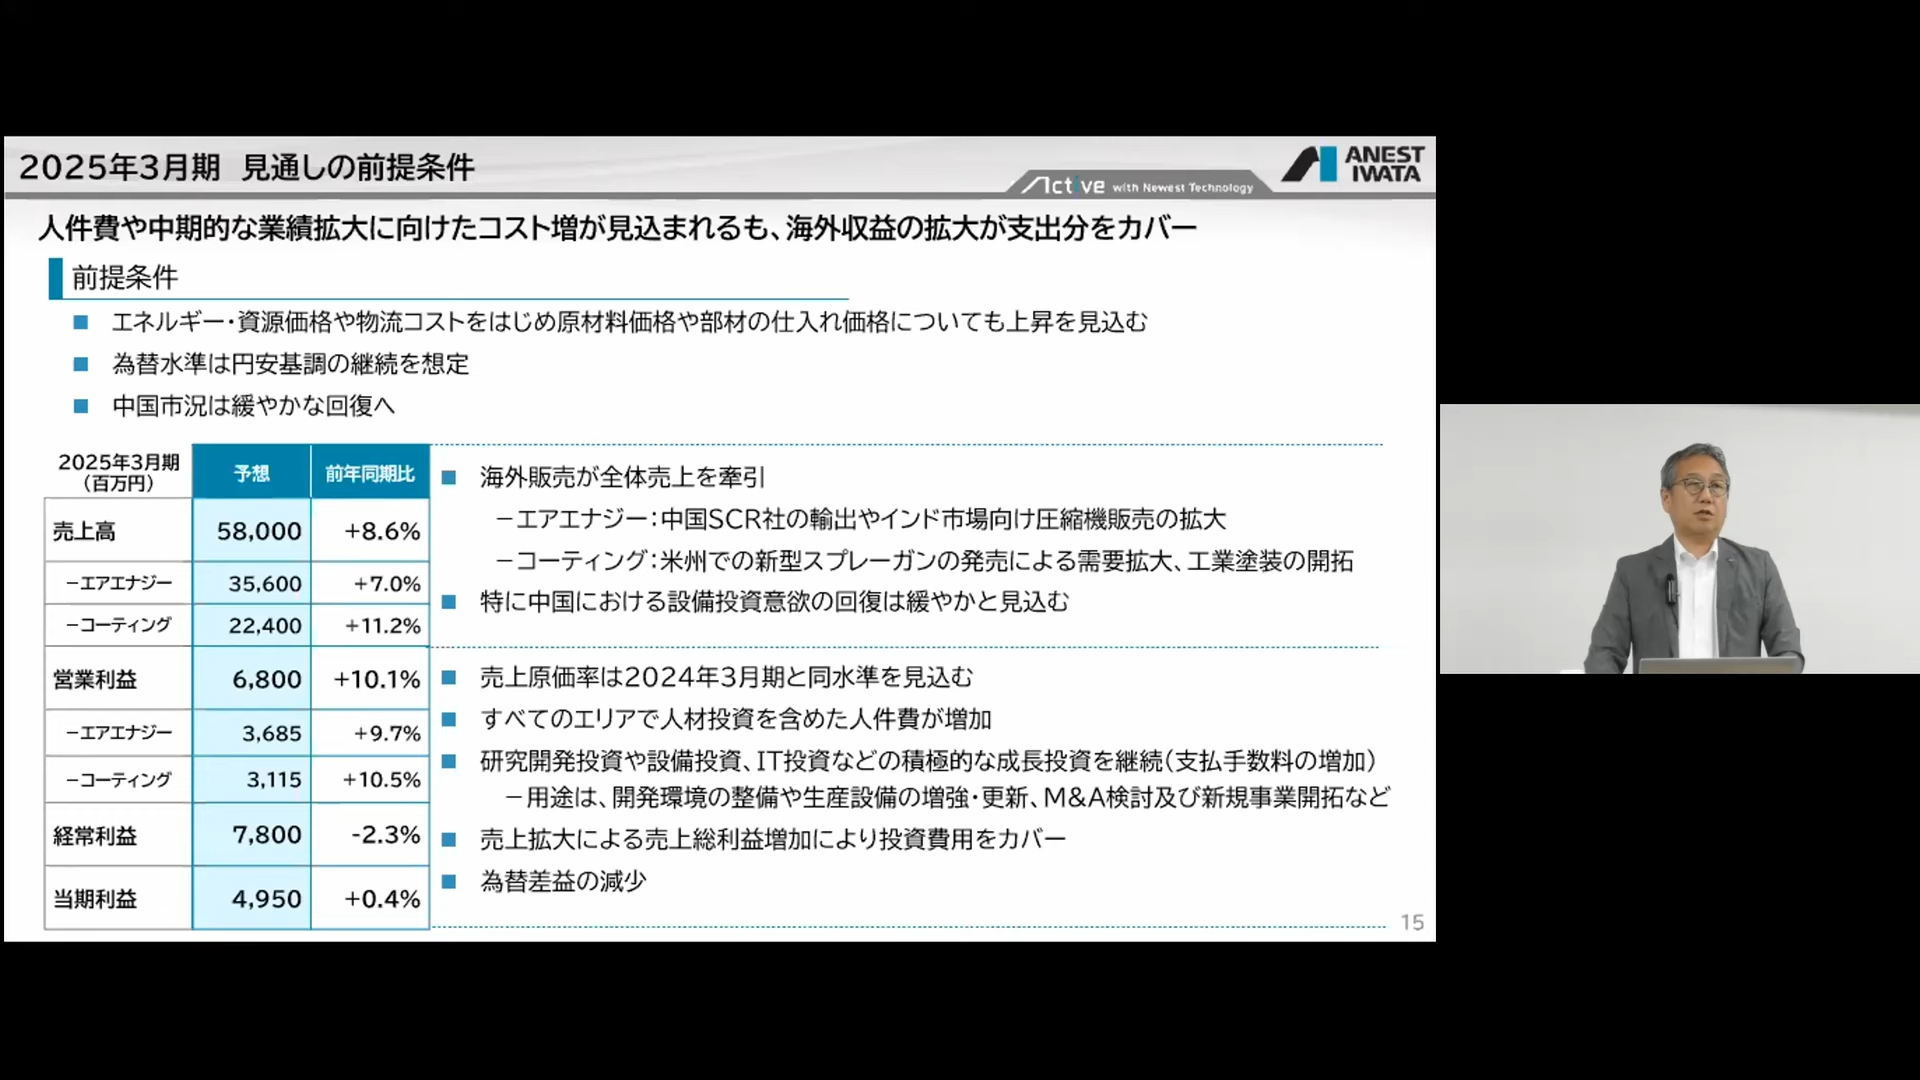 2025年3月期 見通しの前提条件
Active with Newest Technology
ANEST
IWATA
人件費や中期的な業績拡大に向けたコスト増が見込まれるも、海外収益の拡大が支出分をカバー
前提条件
■ エネルギー・資源価格や物流コストをはじめ原材料価格や部材の仕入れ価格についても上昇を見込む
■ 為替水準は円安基調の継続を想定
■ 中国市況は緩やかな回復へ
2025年3月期
（百万円）
予想
前年同期比
売上高 58,000 +8.6%
－エアエナジー 35,600 +7.0%
－コーティング 22,400 +11.2%
営業利益 6,800 +10.1%
－エアエナジー 3,685 +9.7%
－コーティング 3,115 +10.5%
経常利益 7,800 -2.3%
当期利益 4,950 +0.4%
■ 海外販売が全体売上を牽引
－エアエナジー：中国SCR社の輸出やインド市場向け圧縮機販売の拡大
－コーティング：米州での新型スプレーガンの発売による需要拡大、工業塗装の開拓
■ 特に中国における設備投資意欲の回復は緩やかと見込む
■ 売上原価率は2024年3月期と同水準を見込む
■ すべてのエリアで人材投資を含めた人件費が増加
■ 研究開発投資や設備投資、IT投資などの積極的な成長投資を継続（支払手数料の増加）
－用途は、開発環境の整備や生産設備の増強・更新、M&A検討及び新規事業開拓など
■ 売上拡大による売上総利益増加により投資費用をカバー
■ 為替差益の減少
15